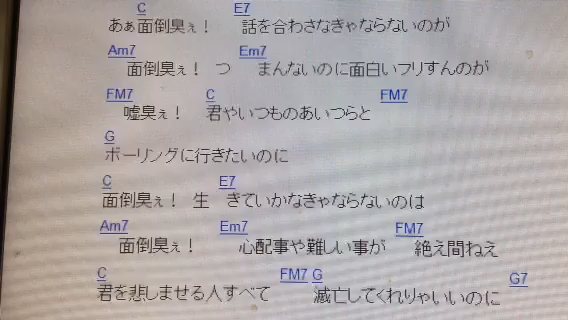 C E7
あぁ面倒臭ぇ！ 話を合わさなきゃならないのが
Am7 Em7
面倒臭ぇ！ つ まんないのに面白いフリすんのが
FM7 C FM7
嘘臭ぇ！ 君やいつものあいつらと
G
ボーリングに行きたいのに
C E7
面倒臭ぇ！ 生 きていかなきゃならないのは
Am7 Em7 FM7
面倒臭ぇ！ 心配事や難しい事が 絶え間ねえ
C FM7 G G7
君を悲しませる人すべて 滅亡してくれりゃいいのに